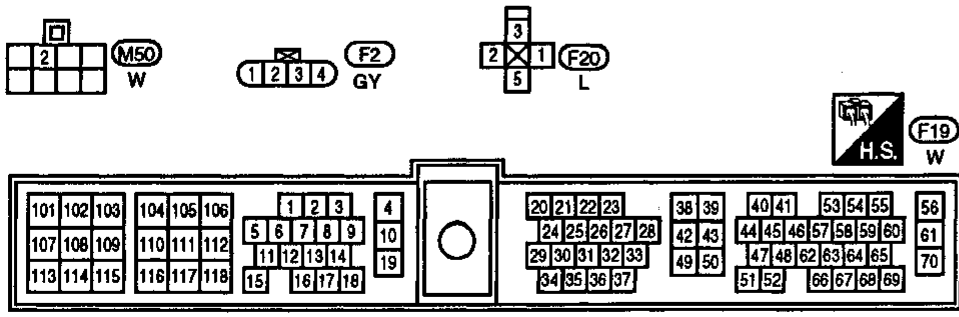 2 M50
W
1 2 3 4 F2
GY
3
2 1 F20
5 L
H.S. F19
W
101 102 103 104 105 106 1 2 3 4 20 21 22 23 38 39 40 41 53 54 55 56
107 108 109 110 111 112 5 6 7 8 9 10 24 25 26 27 28 42 43 44 45 46 57 58 59 60 61
113 114 115 116 117 118 11 12 13 14 19 29 30 31 32 33 49 50 47 48 62 63 64 65 70
15 16 17 18 34 35 36 37 51 52 66 67 68 69